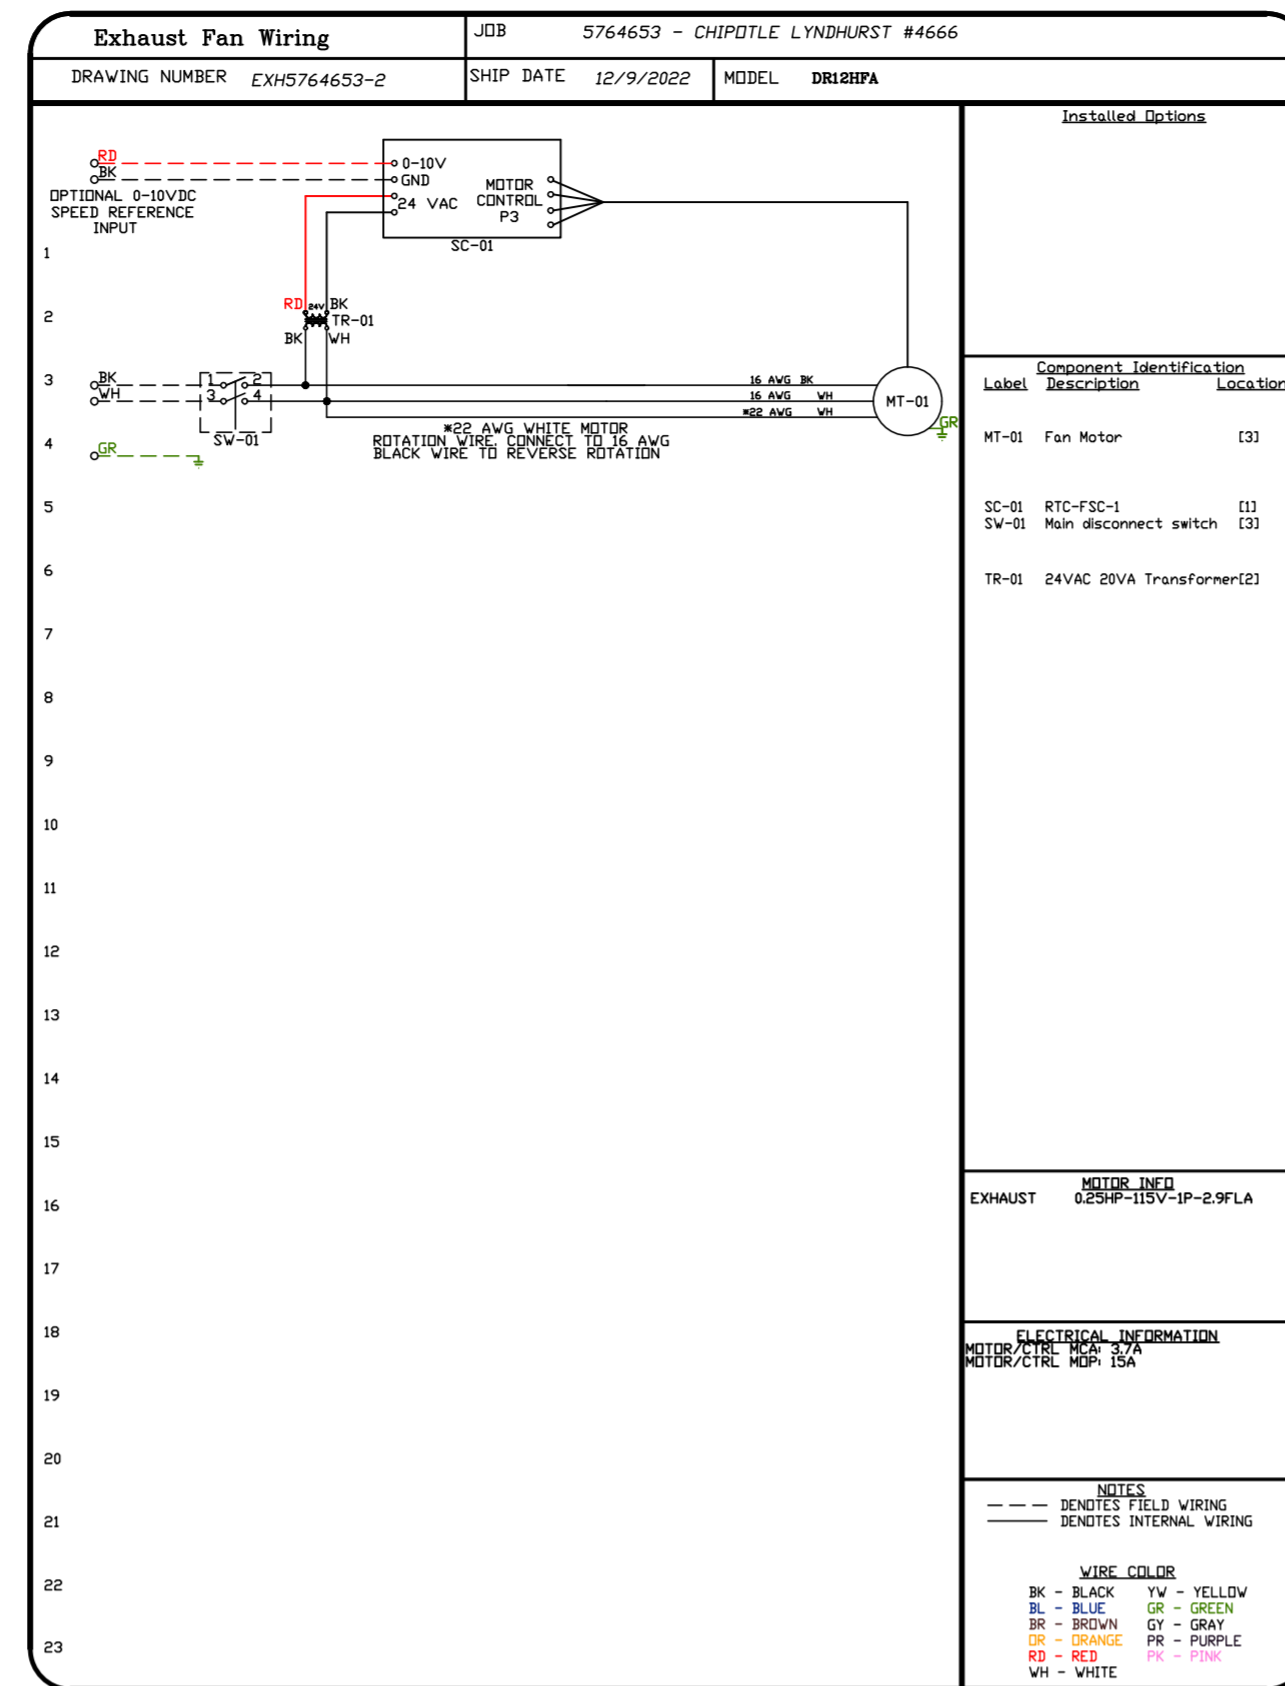 Exhaust Fan Wiring
JOB 5764653 - CHIPOTLE LYNDHURST #4666
DRAWING NUMBER EXH5764653-2
SHIP DATE 12/9/2022
MODEL DR12HFA
Installed Options
RD
BK
OPTIONAL 0-10VDC
SPEED REFERENCE
INPUT
0-10V
GND
24 VAC
MOTOR
CONTROL
P3
SC-01
RD 24V BK
TR-01
BK WH
BK
WH
1 2
3 4
SW-01
GR
16 AWG BK
16 AWG WH
*22 AWG WH
MT-01
GR
*22 AWG WHITE MOTOR
ROTATION WIRE. CONNECT TO 16 AWG
BLACK WIRE TO REVERSE ROTATION
1
2
3
4
5
6
7
8
9
10
11
12
13
14
15
16
17
18
19
20
21
22
23
Component Identification
Label Description Location
MT-01 Fan Motor [3]
SC-01 RTC-FSC-1 [1]
SW-01 Main disconnect switch [3]
TR-01 24VAC 20VA Transformer[2]
MOTOR INFO
EXHAUST 0.25HP-115V-1P-2.9FLA
ELECTRICAL INFORMATION
MOTOR/CTRL MCA: 3.7A
MOTOR/CTRL MOP: 15A
NOTES
DENOTES FIELD WIRING
DENOTES INTERNAL WIRING
WIRE COLOR
BK - BLACK YW - YELLOW
BL - BLUE GR - GREEN
BR - BROWN GY - GRAY
OR - ORANGE PR - PURPLE
RD - RED PK - PINK
WH - WHITE